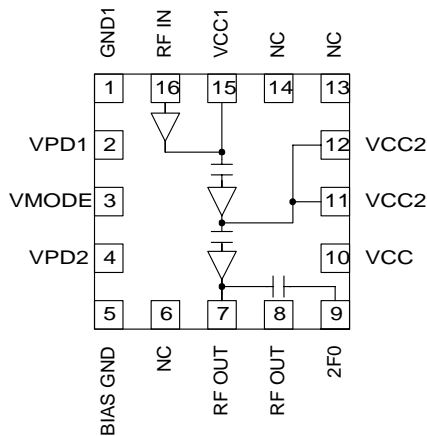 GND1
RF IN
VCC1
NC
NC
1
16
15
14
13
VPD1
2
12
VCC2
VMODE
3
11
VCC2
VPD2
4
10
VCC
5
6
7
8
9
BIAS GND
NC
RF OUT
RF OUT
2F0